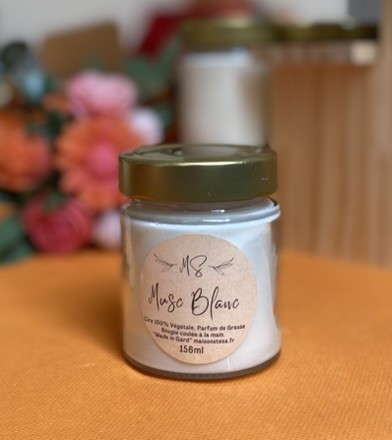 MS
Musc Blanc
Cire 100% Végétale, Parfum de Grasse
Bougie coulée à la main.
"Made in Gard" maisonstesa.fr
156ml